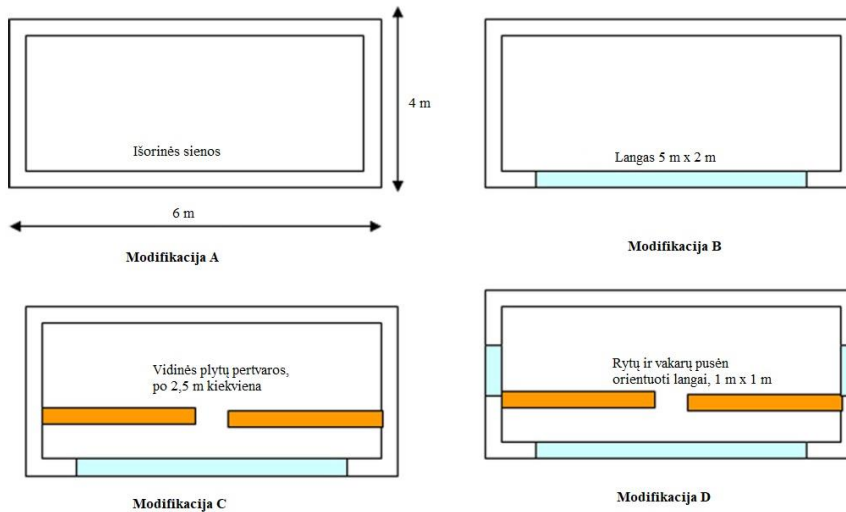 Išorinės sienos
4 m
6 m
Modifikacija A
Langas 5 m x 2 m
Modifikacija B
Vidinės plytų pertvaros,
po 2,5 m kiekviena
Modifikacija C
Rytų ir vakarų pusėn
orientuoti langai, 1 m x 1 m
Modifikacija D